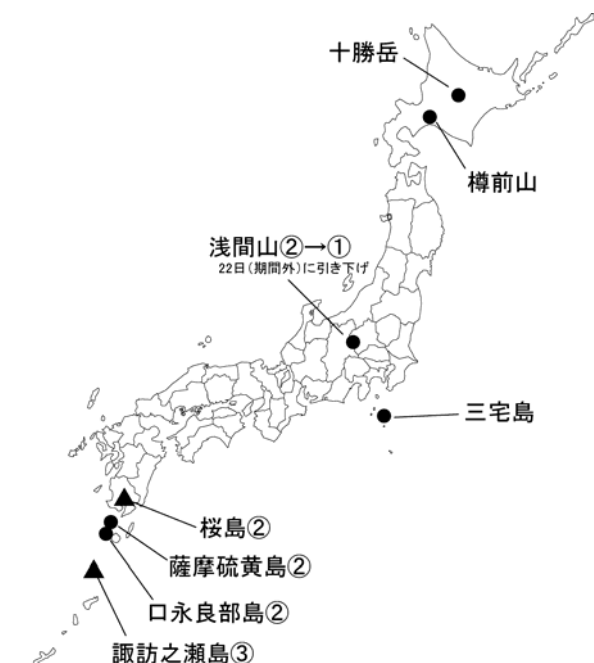 十勝岳
樽前山
浅間山②→①
22日(期間外)に引き下げ
三宅島
桜島②
薩摩硫黄島②
口永良部島②
諏訪之瀬島③